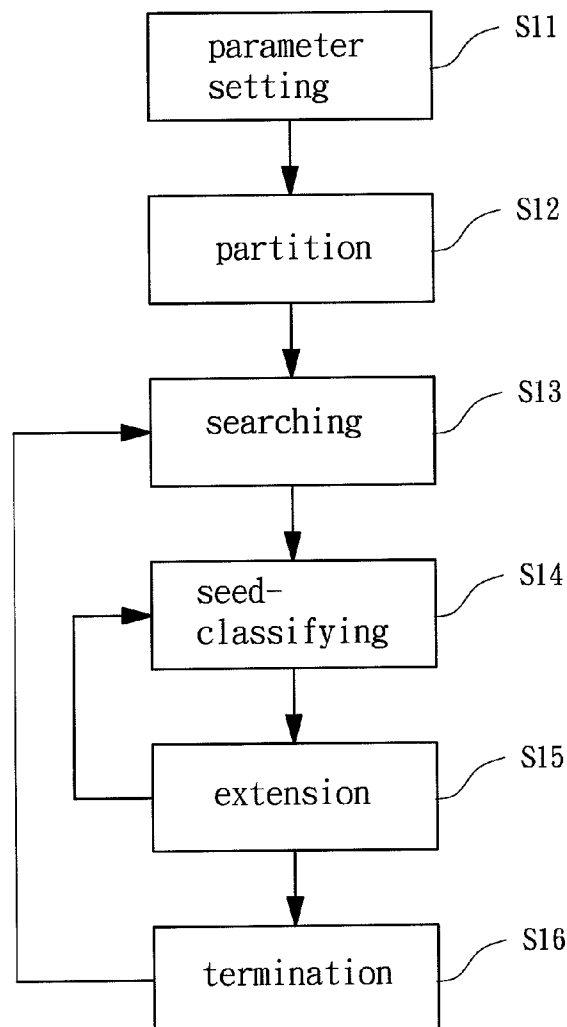 parameter
setting
S11
partition
S12
searching
S13
seed-
classifying
S14
extension
S15
termination
S16